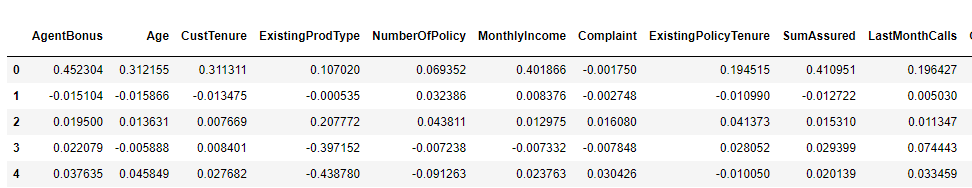 AgentBonus Age CustTenure ExistingProdType NumberOfPolicy MonthlyIncome Complaint ExistingPolicyTenure SumAssured LastMonthCalls
0 0.452304 0.312155 0.311311 0.107020 0.069352 0.401866 -0.001750 0.194515 0.410951 0.196427
1 -0.015104 -0.015866 -0.013475 -0.000535 0.032386 0.008376 -0.002748 -0.010990 -0.012722 0.005030
2 0.019500 0.013631 0.007669 0.207772 0.043811 0.012975 0.016080 0.041373 0.015310 0.011347
3 0.022079 -0.005888 0.008401 -0.397152 -0.007238 -0.007332 -0.007848 0.028052 0.029399 0.074443
4 0.037635 0.045849 0.027682 -0.438780 -0.091263 0.023763 0.030426 -0.010050 0.020139 0.033459